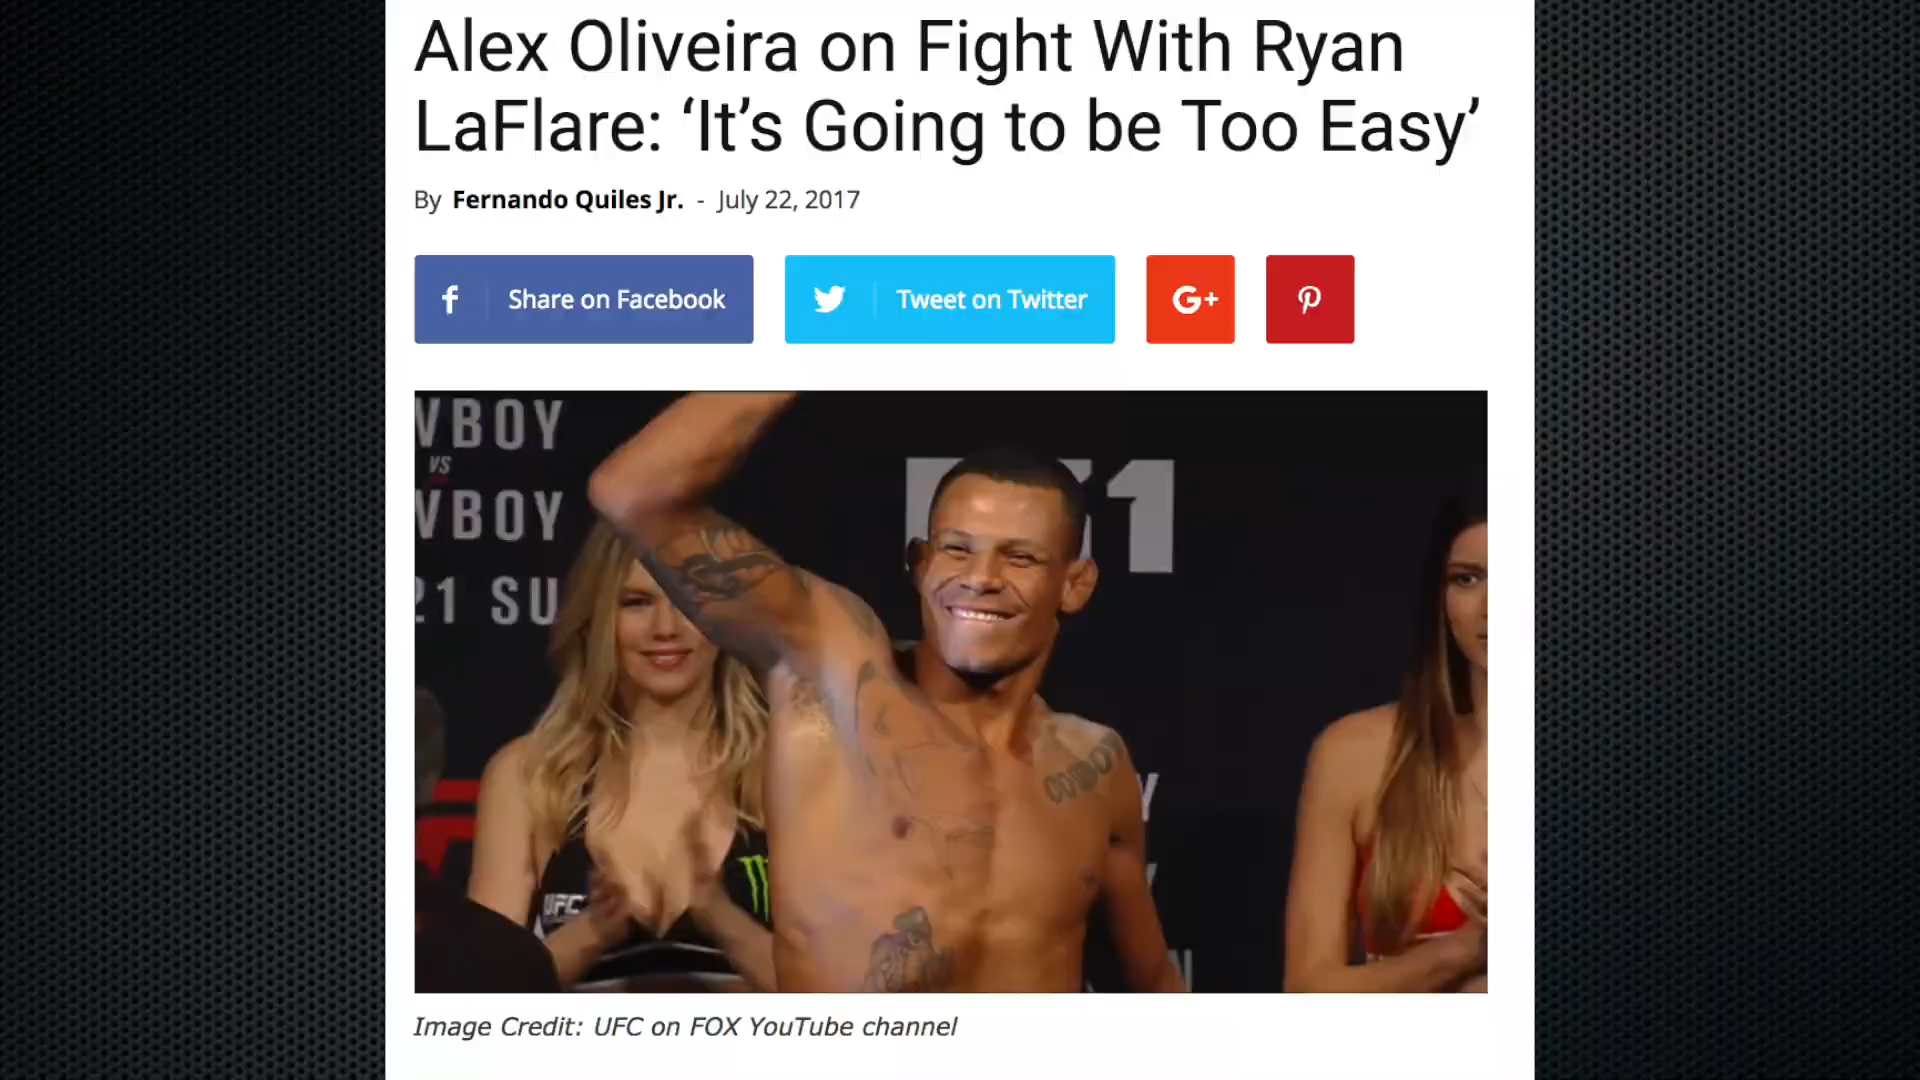 Alex Oliveira on Fight With Ryan
LaFlare: ‘It’s Going to be Too Easy’
By Fernando Quiles Jr. - July 22, 2017
f Share on Facebook
Tweet on Twitter
G+
VBOY
VS
VBOY
21 SU
1
COWBOY
UFC
Y
N
Image Credit: UFC on FOX YouTube channel